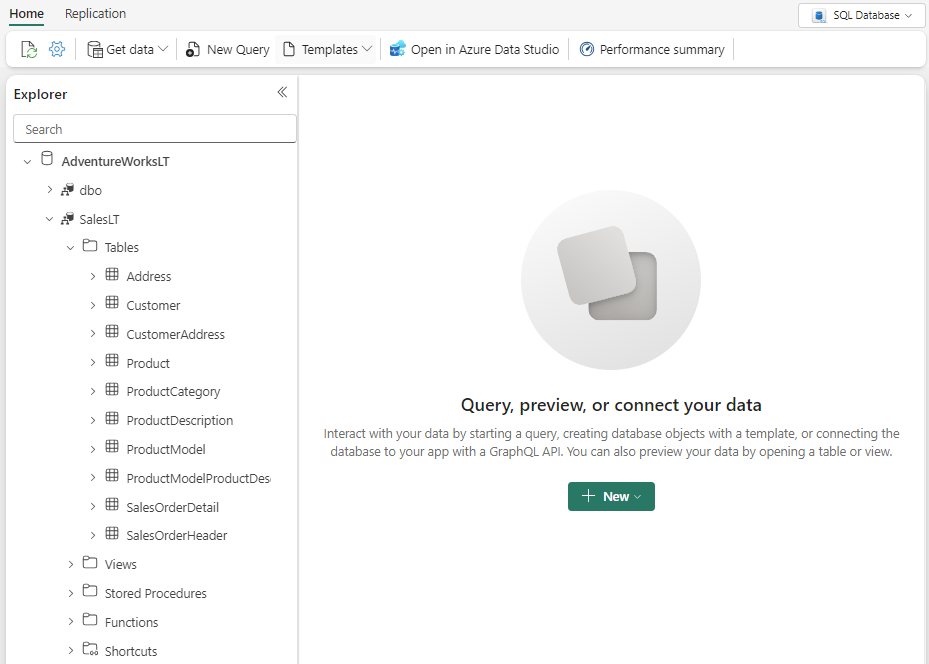 Home Replication
SQL Database
Get data New Query Templates Open in Azure Data Studio Performance summary
Explorer
Search
AdventureWorksLT
dbo
SalesLT
Tables
Address
Customer
CustomerAddress
Product
ProductCategory
ProductDescription
ProductModel
ProductModelProductDes
SalesOrderDetail
SalesOrderHeader
Views
Stored Procedures
Functions
Shortcuts
Query, preview, or connect your data
Interact with your data by starting a query, creating database objects with a template, or connecting the
database to your app with a GraphQL API. You can also preview your data by opening a table or view.
New